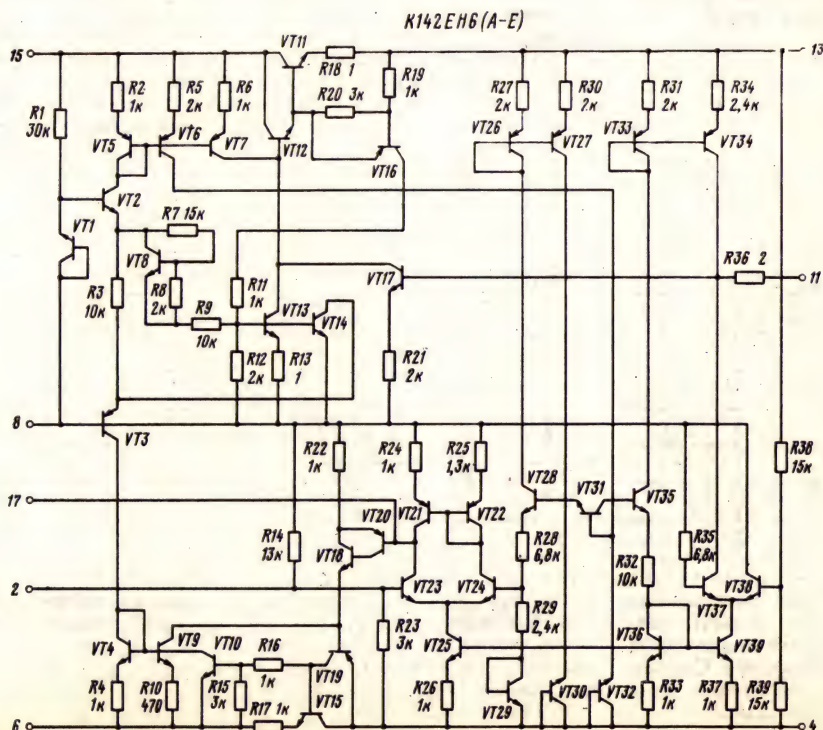 К142ЕН6(А-Е)
15
13
VT11
R18 1
R2
1к
R5
2к
R6
1к
R20 3к
R19
1к
R27
2к
R30
2к
R31
2к
R34
2,4к
R1
30к
VT5
VT6
VT7
VT12
VT26
VT27
VT33
VT34
VT16
VT2
R7 15к
VT1
VT8
R3
10к
R8
2к
R9
10к
R11
1к
VT13
VT14
VT17
R36 2
11
R12
2к
R13
1
R21
2к
8
VT3
R22
1к
R24
1к
R25
1,3к
R38
15к
VT28
VT31
VT35
17
VT20
VT21
VT22
R14
13к
VT18
R28
6,8к
R35
6,8к
R32
10к
2
VT23
VT24
VT38
VT37
R29
2,4к
R23
3к
VT4
VT9
VT10
R16
1к
VT25
VT36
VT39
VT19
R4
1к
R10
470
R15
3к
VT15
R17 1к
R26
1к
VT29
VT30
VT32
R33
1к
R37
1к
R39
15к
6
4